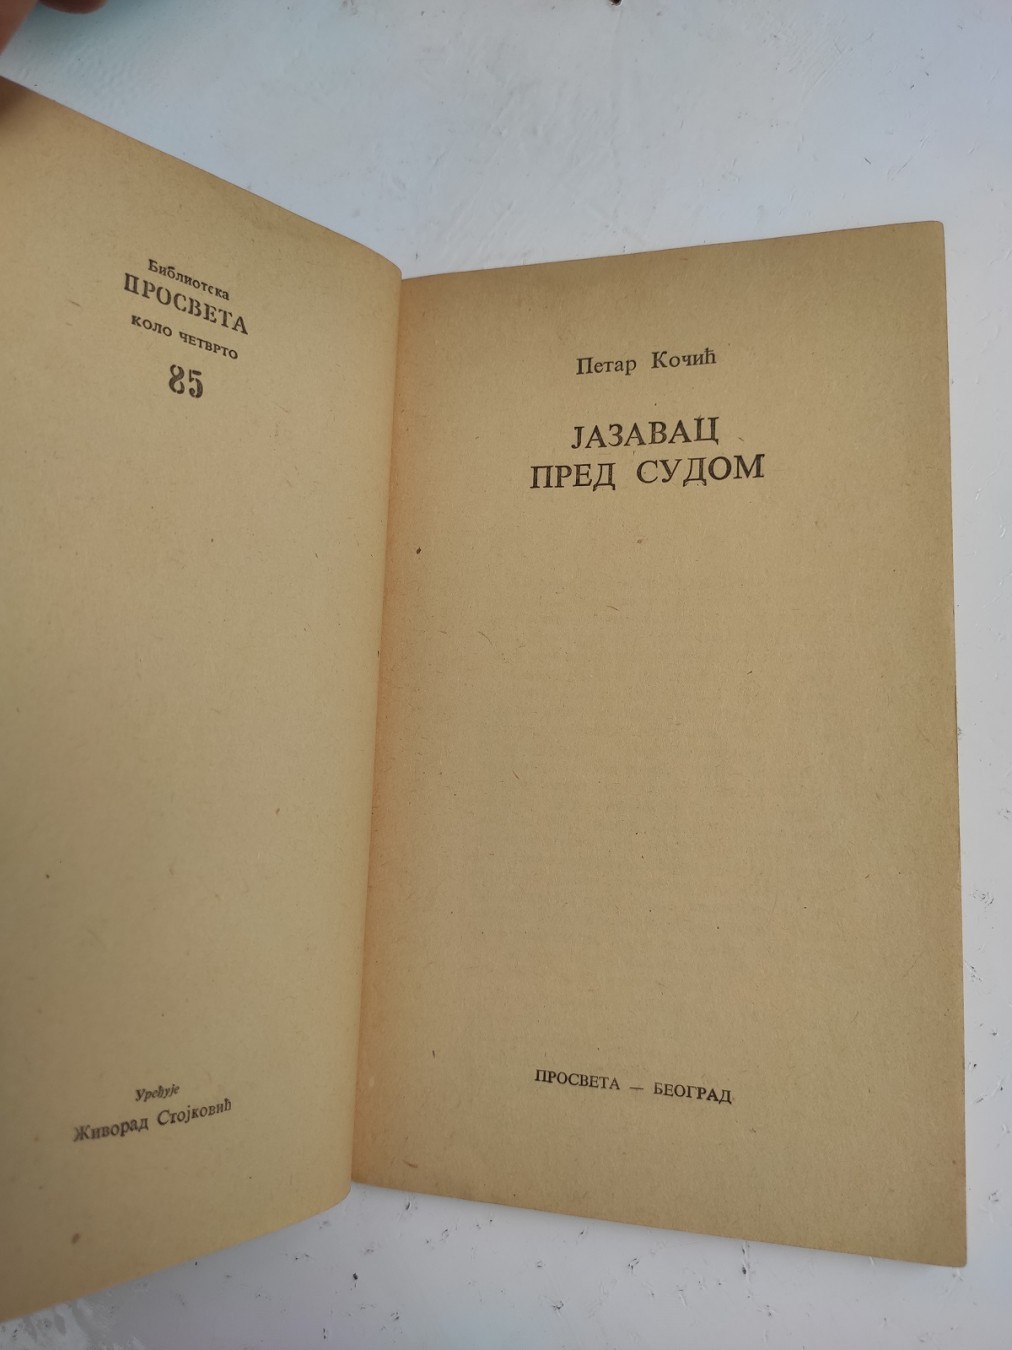 Библиотека
ПРОСВЕТА
КОЛО ЧЕТВРТО
85
Уређује
Живорад Стојковић
Петар Кочић
ЈАЗАВАЦ
ПРЕД СУДОМ
ПРОСВЕТА — БЕОГРАД